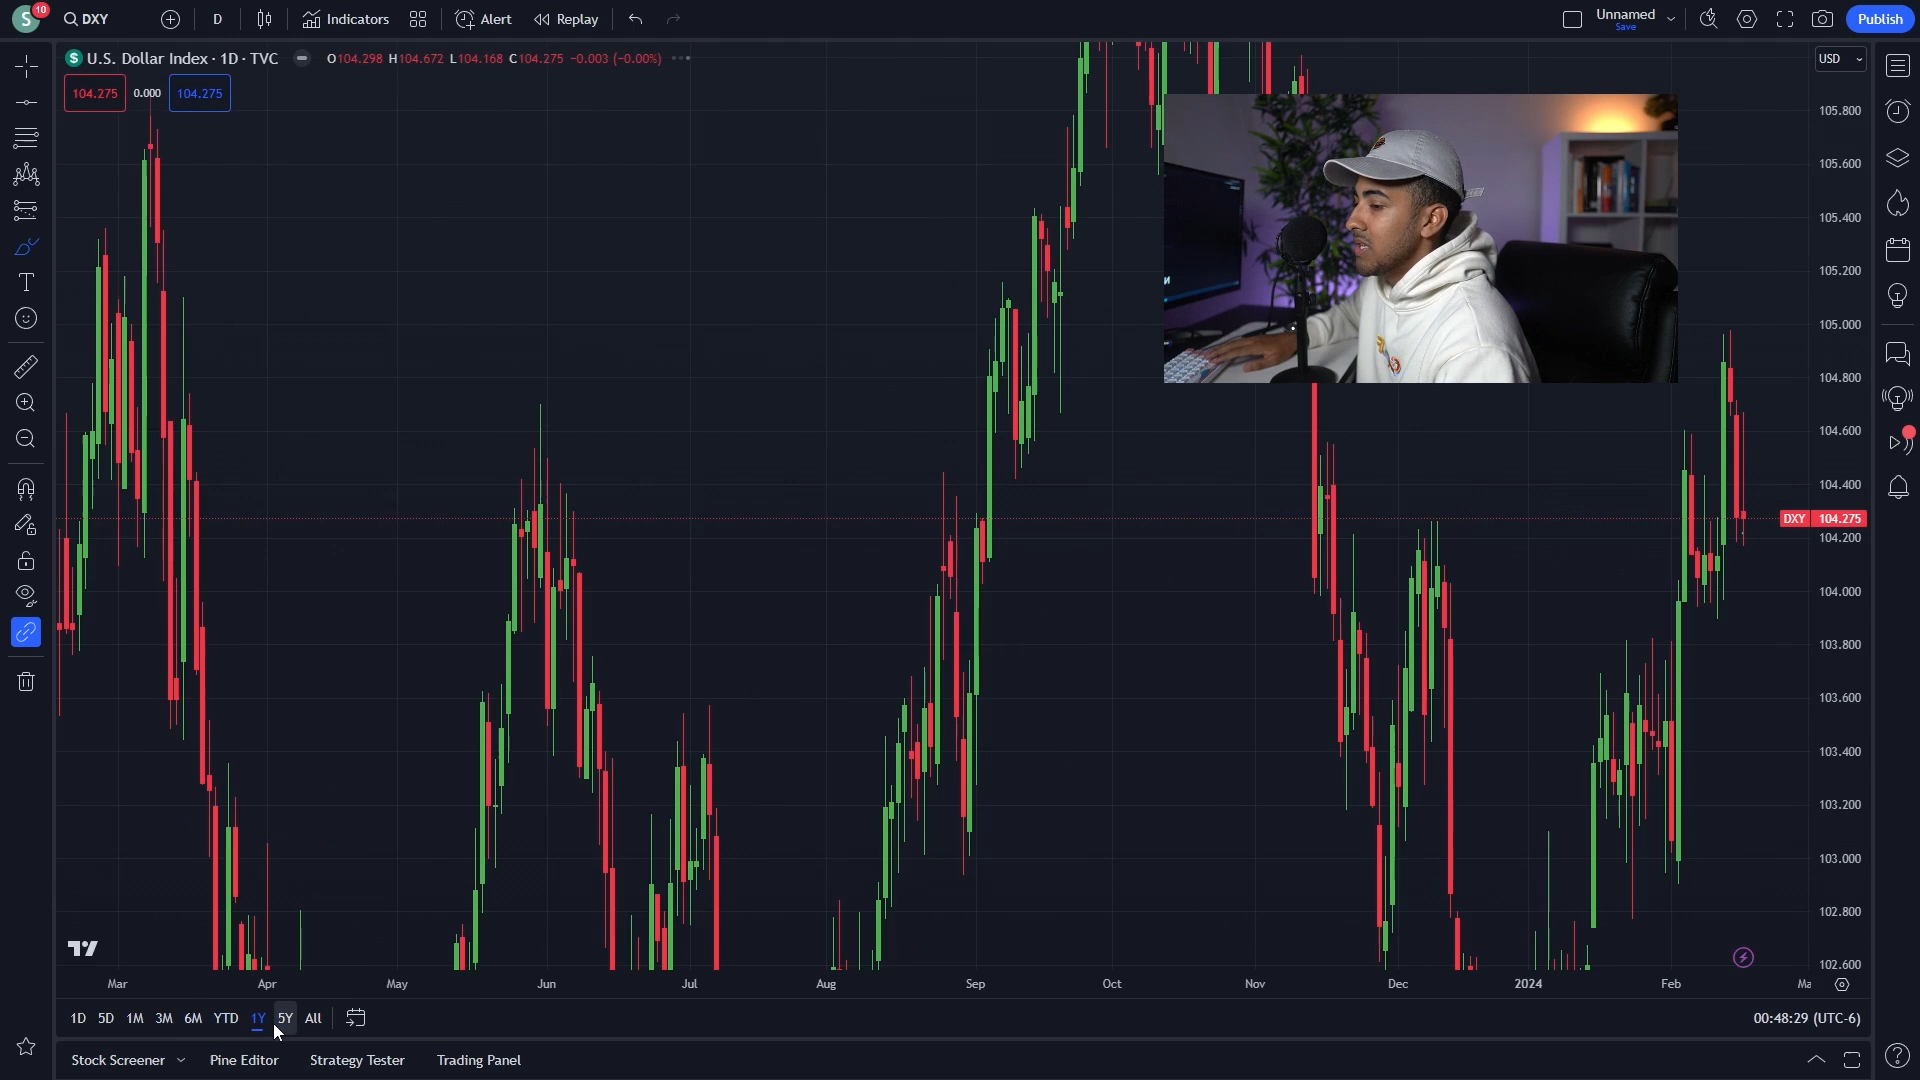 S 10 DXY D Indicators Alert Replay Unnamed Save Publish
S U.S. Dollar Index · 1D · TVC O104.298 H104.672 L104.168 C104.275 -0.003 (-0.00%) USD
104.275 0.000 104.275
105.800
105.600
105.400
105.200
105.000
104.800
104.600
104.400
DXY 104.275
104.200
104.000
103.800
103.600
103.400
103.200
103.000
102.800
102.600
Mar Apr May Jun Jul Aug Sep Oct Nov Dec 2024 Feb Ma
1D 5D 1M 3M 6M YTD 1Y 5Y All 00:48:29 (UTC-6)
Stock Screener Pine Editor Strategy Tester Trading Panel